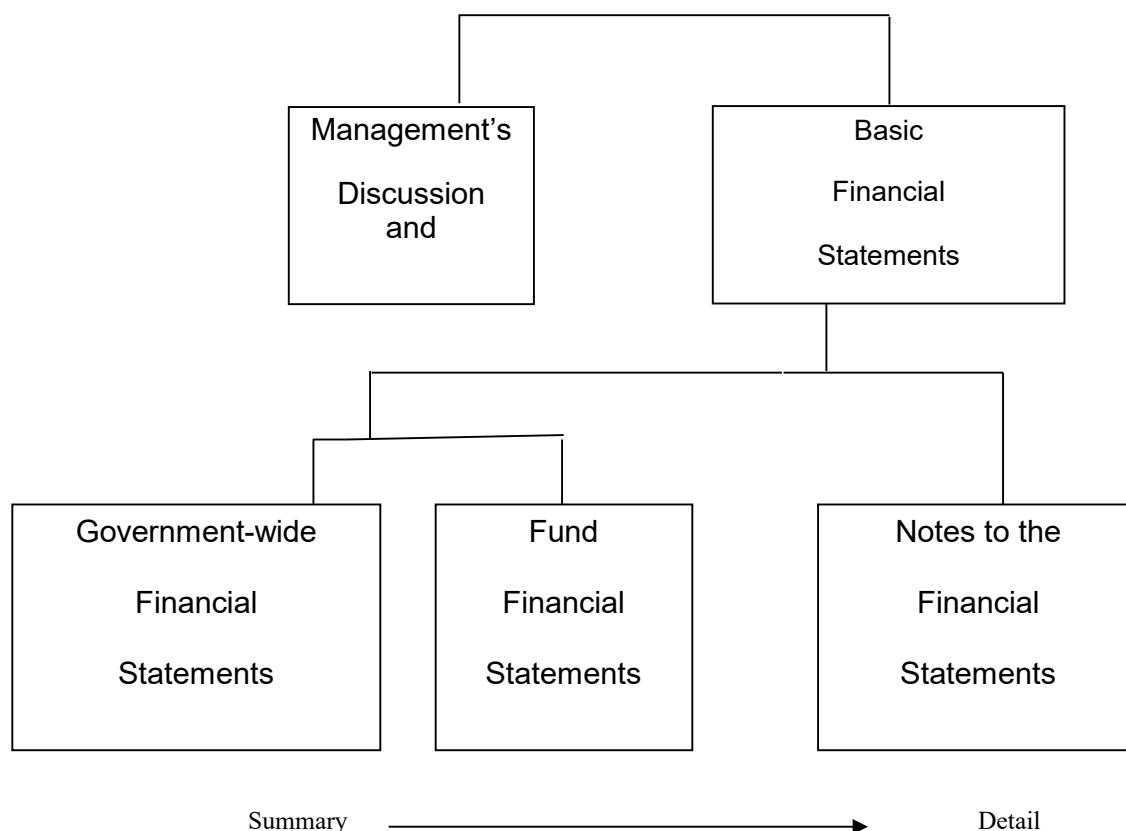 Management’s
Discussion
and
Basic
Financial
Statements
Government-wide
Financial
Statements
Fund
Financial
Statements
Notes to the
Financial
Statements
Summary
Detail